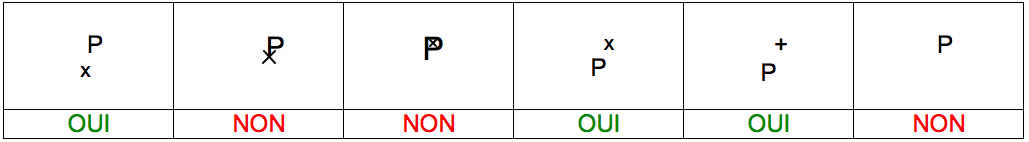 P P P x + P
x x x P P
OUI NON NON OUI OUI NON